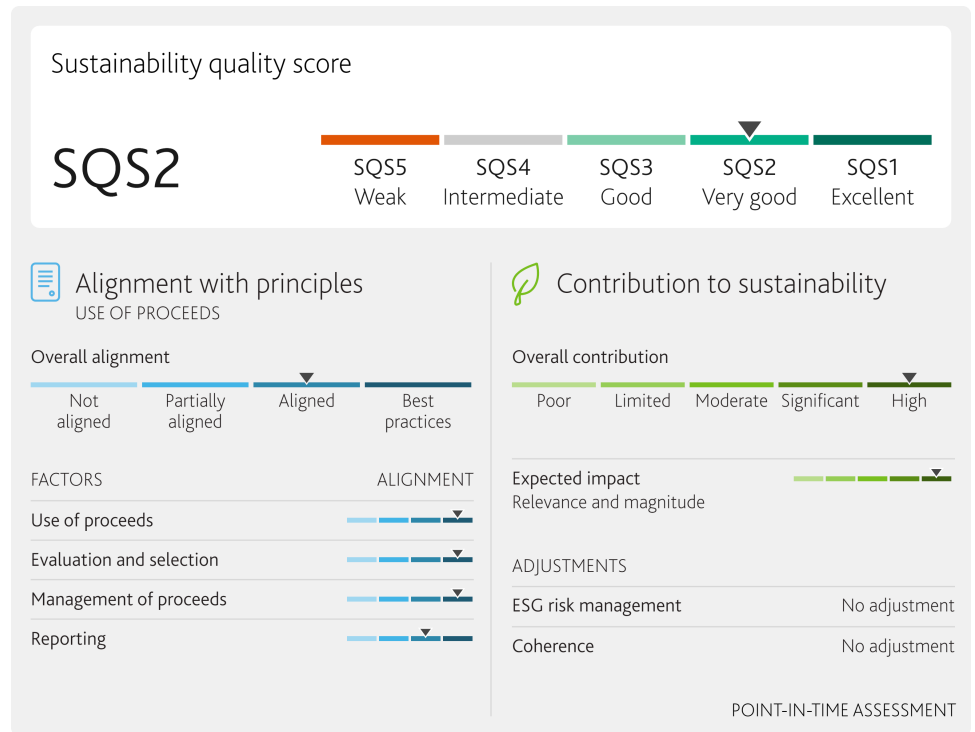 Sustainability quality score
SQS2
SQS5 SQS4 SQS3 SQS2 SQS1
Weak Intermediate Good Very good Excellent
Alignment with principles
USE OF PROCEEDS
Overall alignment
Not aligned
Partially aligned
Aligned
Best practices
FACTORS ALIGNMENT
Use of proceeds
Evaluation and selection
Management of proceeds
Reporting
Contribution to sustainability
Overall contribution
Poor Limited Moderate Significant High
Expected impact
Relevance and magnitude
ADJUSTMENTS
ESG risk management No adjustment
Coherence No adjustment
POINT-IN-TIME ASSESSMENT